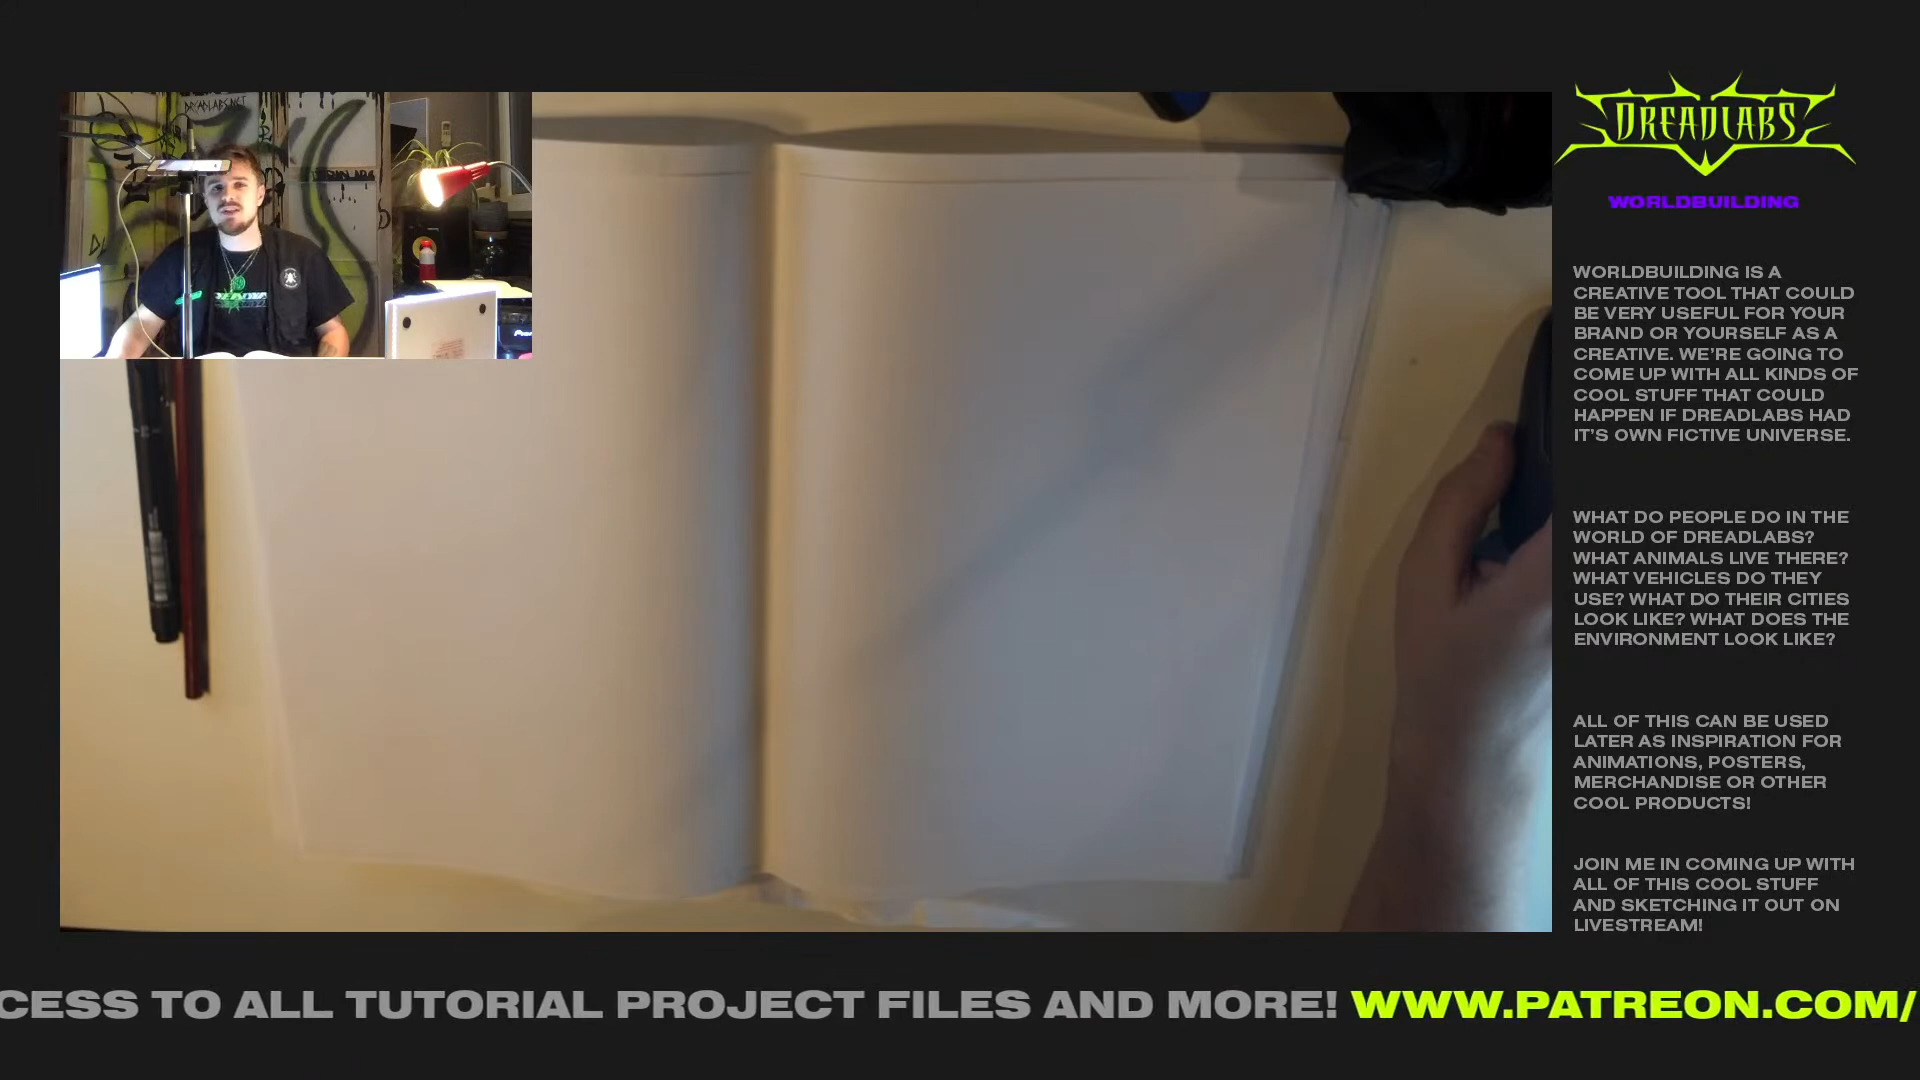 DREADLABS.NET
DREADLABS
WORLDBUILDING
WORLDBUILDING IS A
CREATIVE TOOL THAT COULD
BE VERY USEFUL FOR YOUR
BRAND OR YOURSELF AS A
CREATIVE. WE'RE GOING TO
COME UP WITH ALL KINDS OF
COOL STUFF THAT COULD
HAPPEN IF DREADLABS HAD
IT'S OWN FICTIVE UNIVERSE.
WHAT DO PEOPLE DO IN THE
WORLD OF DREADLABS?
WHAT ANIMALS LIVE THERE?
WHAT VEHICLES DO THEY
USE? WHAT DO THEIR CITIES
LOOK LIKE? WHAT DOES THE
ENVIRONMENT LOOK LIKE?
ALL OF THIS CAN BE USED
LATER AS INSPIRATION FOR
ANIMATIONS, POSTERS,
MERCHANDISE OR OTHER
COOL PRODUCTS!
JOIN ME IN COMING UP WITH
ALL OF THIS COOL STUFF
AND SKETCHING IT OUT ON
LIVESTREAM!
CESS TO ALL TUTORIAL PROJECT FILES AND MORE! WWW.PATREON.COM/